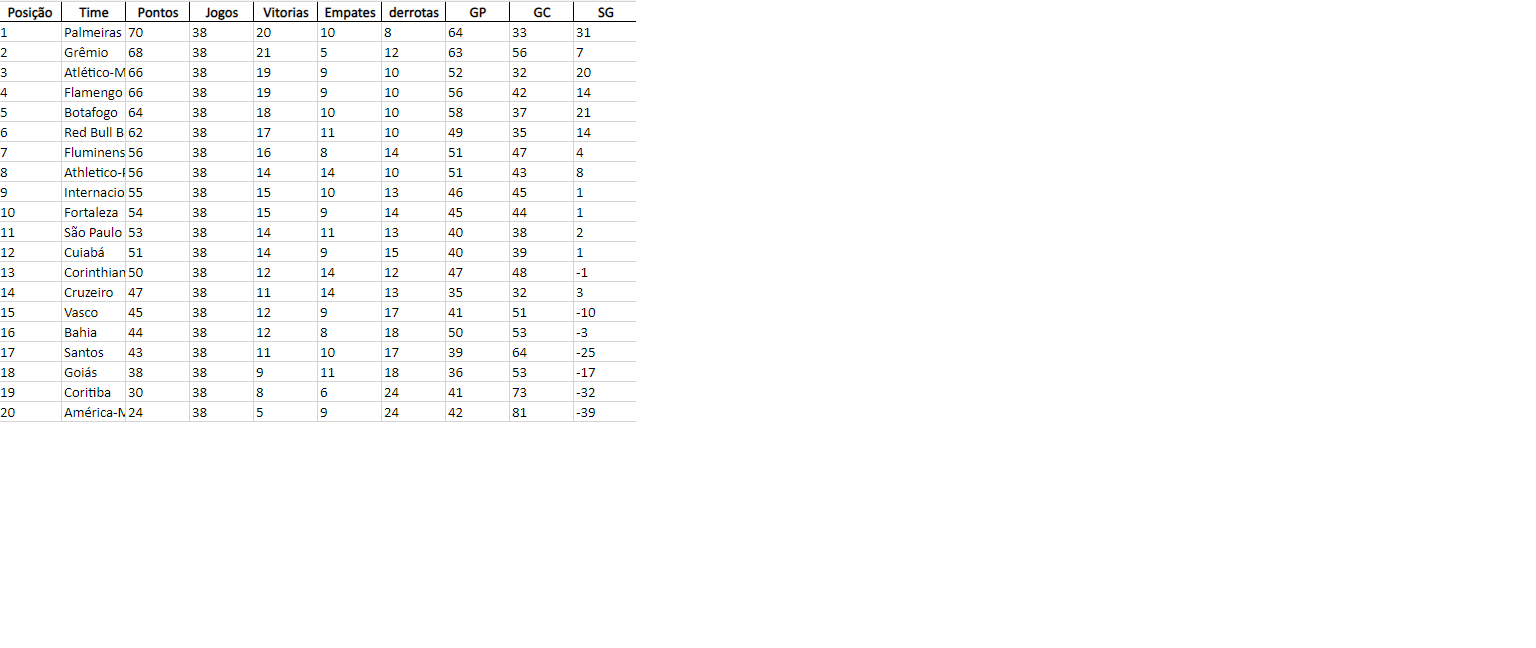 Posição Time Pontos Jogos Vitorias Empates derrotas GP GC SG
1 Palmeiras 70 38 20 10 8 64 33 31
2 Grêmio 68 38 21 5 12 63 56 7
3 Atlético-M 66 38 19 9 10 52 32 20
4 Flamengo 66 38 19 9 10 56 42 14
5 Botafogo 64 38 18 10 10 58 37 21
6 Red Bull B 62 38 17 11 10 49 35 14
7 Fluminens 56 38 16 8 14 51 47 4
8 Athletico-P 56 38 14 14 10 51 43 8
9 Internacio 55 38 15 10 13 46 45 1
10 Fortaleza 54 38 15 9 14 45 44 1
11 São Paulo 53 38 14 11 13 40 38 2
12 Cuiabá 51 38 14 9 15 40 39 1
13 Corinthian 50 38 12 14 12 47 48 -1
14 Cruzeiro 47 38 11 14 13 35 32 3
15 Vasco 45 38 12 9 17 41 51 -10
16 Bahia 44 38 12 8 18 50 53 -3
17 Santos 43 38 11 10 17 39 64 -25
18 Goiás 38 38 9 11 18 36 53 -17
19 Coritiba 30 38 8 6 24 41 73 -32
20 América-M 24 38 5 9 24 42 81 -39